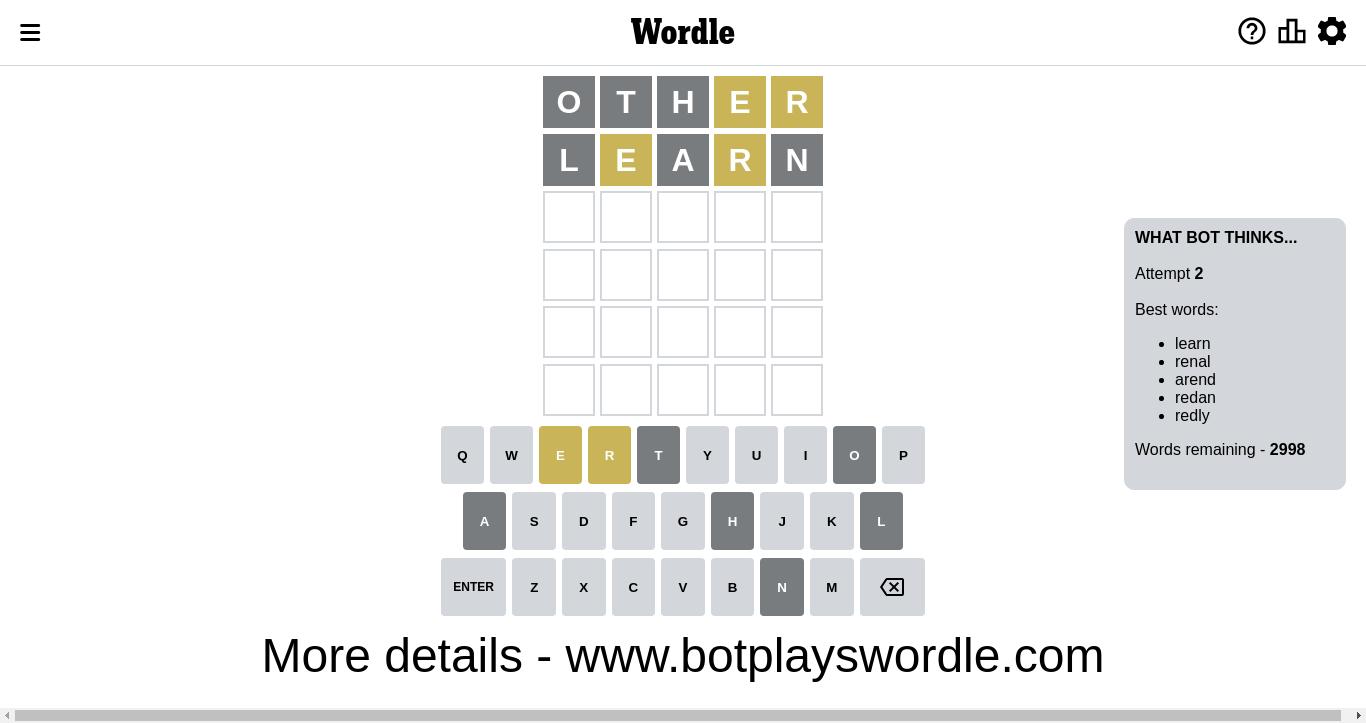 Wordle
O T H E R
L E A R N
WHAT BOT THINKS...
Attempt 2
Best words:
learn
renal
arend
redan
redly
Words remaining - 2998
Q W E R T Y U I O P
A S D F G H J K L
ENTER Z X C V B N M
More details - www.botplayswordle.com